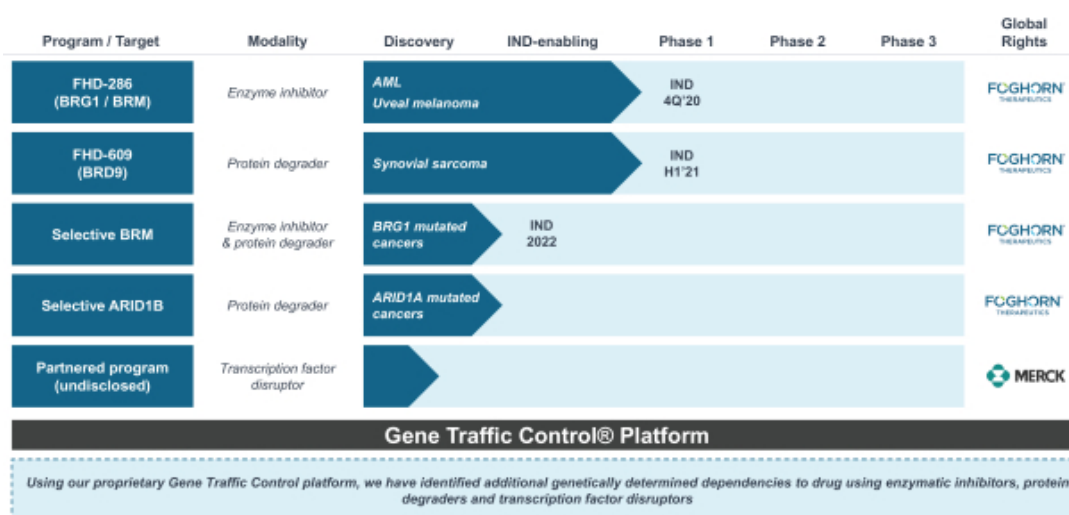 Program / Target Modality Discovery IND-enabling Phase 1 Phase 2 Phase 3 Global
Rights
FHD-286
(BRG1 / BRM)
Enzyme inhibitor
AML
Uveal melanoma
IND
4Q'20
FOGHORN
THERAPEUTICS
FHD-609
(BRD9)
Protein degrader
Synovial sarcoma
IND
H1'21
FOGHORN
THERAPEUTICS
Selective BRM
Enzyme inhibitor
& protein degrader
BRG1 mutated
cancers
IND
2022
FOGHORN
THERAPEUTICS
Selective ARID1B
Protein degrader
ARID1A mutated
cancers
FOGHORN
THERAPEUTICS
Partnered program
(undisclosed)
Transcription factor
disruptor
MERCK
Gene Traffic Control® Platform
Using our proprietary Gene Traffic Control platform, we have identified additional genetically determined dependencies to drug using enzymatic inhibitors, protein
degraders and transcription factor disruptors